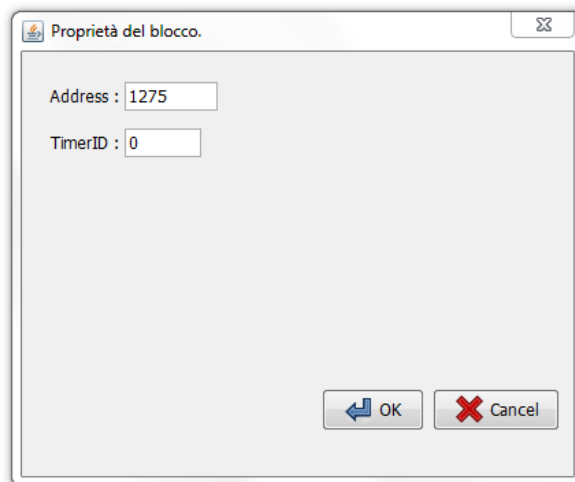 Proprietà del blocco.
Address : 1275
TimerID : 0
OK Cancel